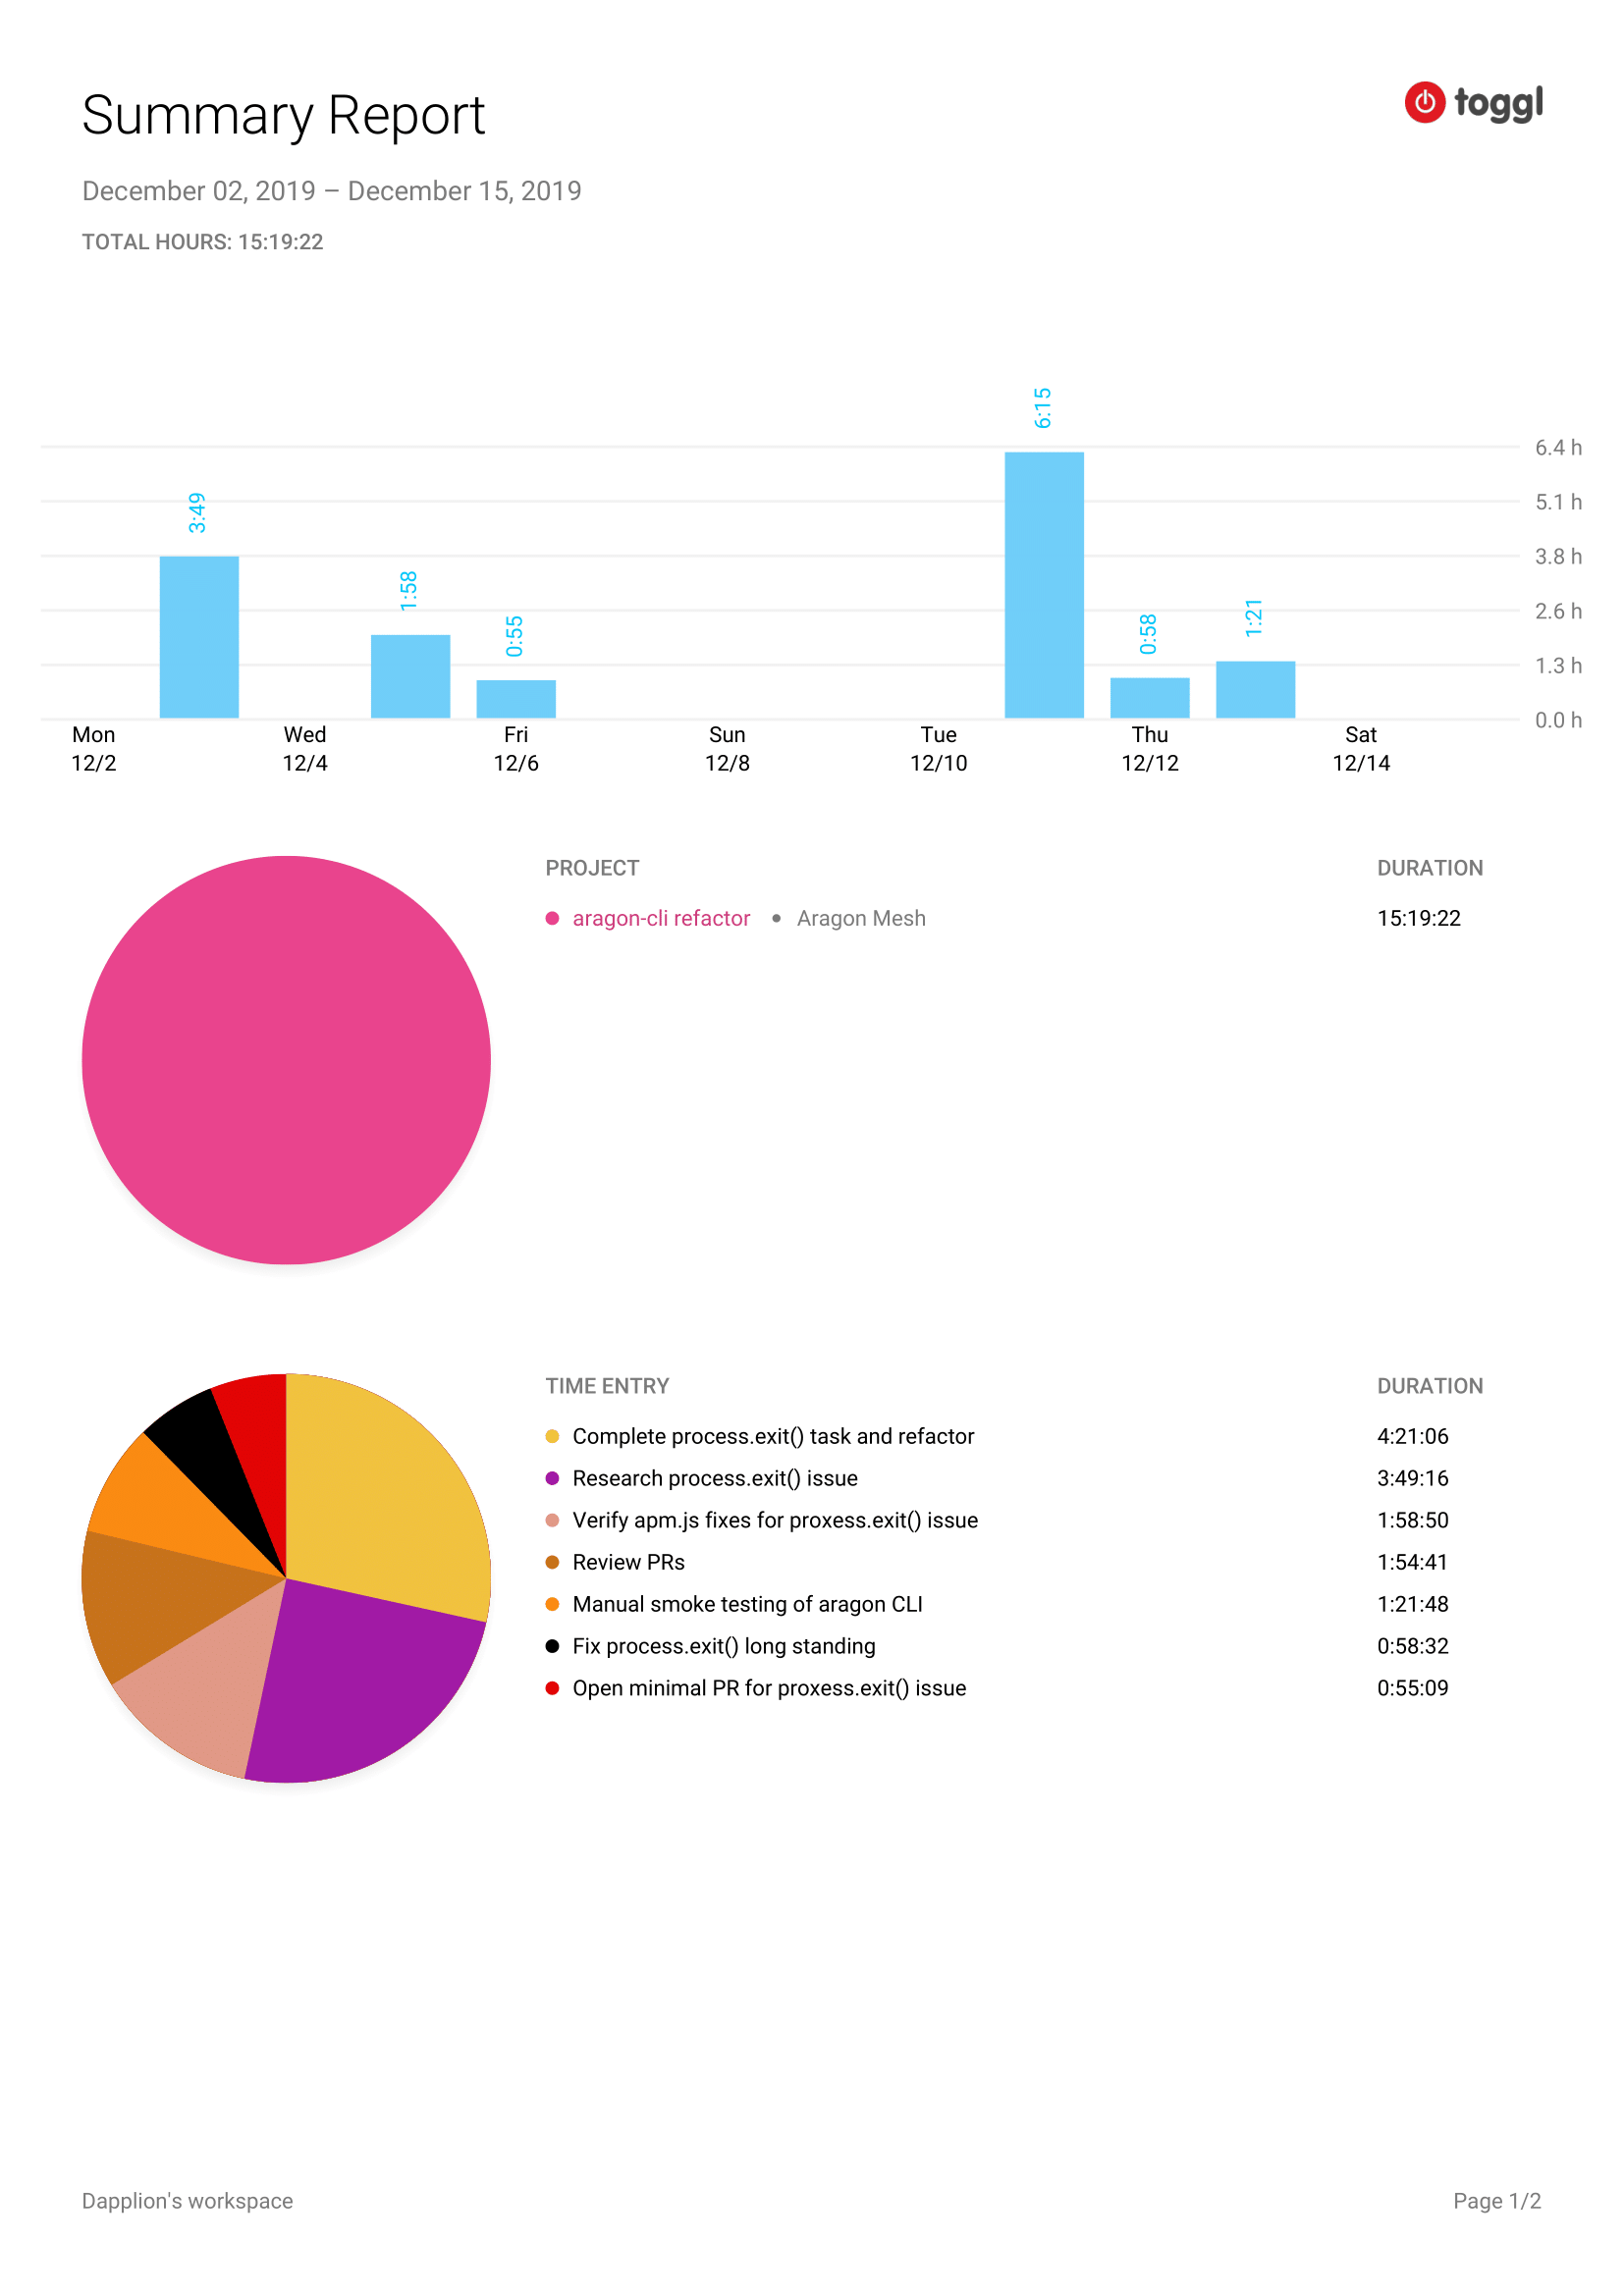 Summary Report
toggl
December 02, 2019 – December 15, 2019
TOTAL HOURS: 15:19:22
6:15
6.4 h
3:49
5.1 h
1:58
3.8 h
0:55
0:58
1:21
2.6 h
1.3 h
0.0 h
Mon Wed Fri Sun Tue Thu Sat
12/2 12/4 12/6 12/8 12/10 12/12 12/14
PROJECT DURATION
aragon-cli refactor • Aragon Mesh 15:19:22
TIME ENTRY DURATION
Complete process.exit() task and refactor 4:21:06
Research process.exit() issue 3:49:16
Verify apm.js fixes for proxess.exit() issue 1:58:50
Review PRs 1:54:41
Manual smoke testing of aragon CLI 1:21:48
Fix process.exit() long standing 0:58:32
Open minimal PR for proxess.exit() issue 0:55:09
Dapplion's workspace Page 1/2